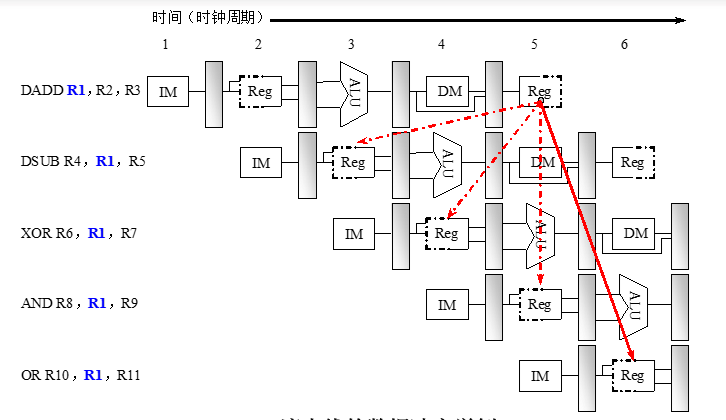 时间（时钟周期）
1 2 3 4 5 6
DADD R1，R2，R3 IM Reg ALU DM Reg
DSUB R4，R1，R5 IM Reg ALU DM Reg
XOR R6，R1，R7 IM Reg ALU DM
AND R8，R1，R9 IM Reg ALU
OR R10，R1，R11 IM Reg